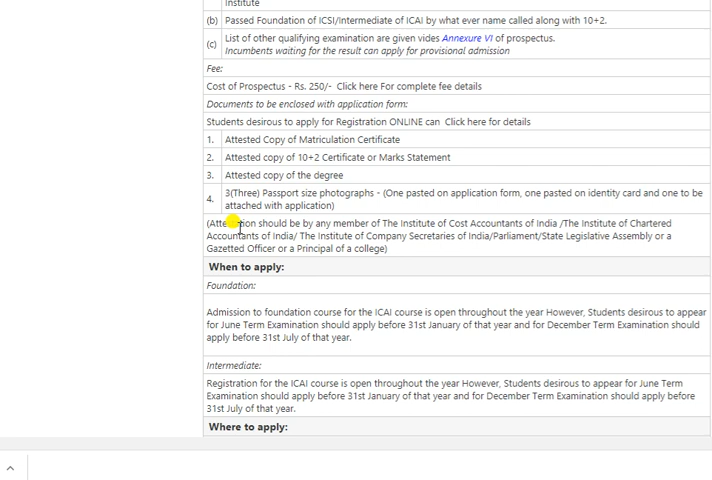 Institute
(b) Passed Foundation of ICSI/Intermediate of ICAI by what ever name called along with 10+2.
(c) List of other qualifying examination are given vides Annexure VI of prospectus.
Incumbents waiting for the result can apply for provisional admission
Fee:
Cost of Prospectus - Rs. 250/- Click here For complete fee details
Documents to be enclosed with application form:
Students desirous to apply for Registration ONLINE can Click here for details
1. Attested Copy of Matriculation Certificate
2. Attested copy of 10+2 Certificate or Marks Statement
3. Attested copy of the degree
4. 3(Three) Passport size photographs - (One pasted on application form, one pasted on identity card and one to be
attached with application)
should be by any member of The Institute of Cost Accountants of India /The Institute of Chartered
Accountants of India/ The Institute of Company Secretaries of India/Parliament/State Legislative Assembly or a
Gazetted Officer or a Principal of a college)
When to apply:
Foundation:
Admission to foundation course for the ICAI course is open throughout the year However, Students desirous to appear
for June Term Examination should apply before 31st January of that year and for December Term Examination should
apply before 31st July of that year.
Intermediate:
Registration for the ICAI course is open throughout the year However, Students desirous to appear for June Term
Examination should apply before 31st January of that year and for December Term Examination should apply before
31st July of that year.
Where to apply: